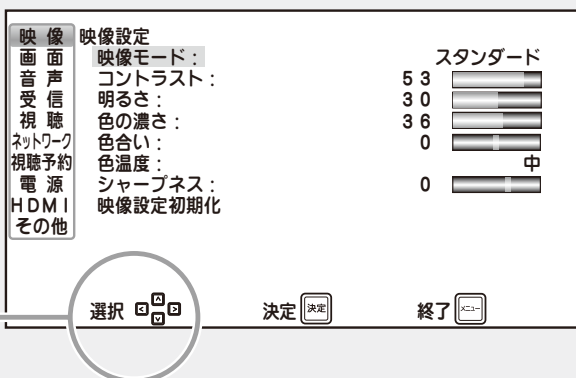 映像 映像設定
画面 映像モード： スタンダード
音声 コントラスト： 53
受信 明るさ： 30
視聴 色の濃さ： 36
ネットワーク 色合い： 0
視聴予約 色温度： 中
電源 シャープネス： 0
HDMI 映像設定初期化
その他
選択 決定 決定 終了 メニュー